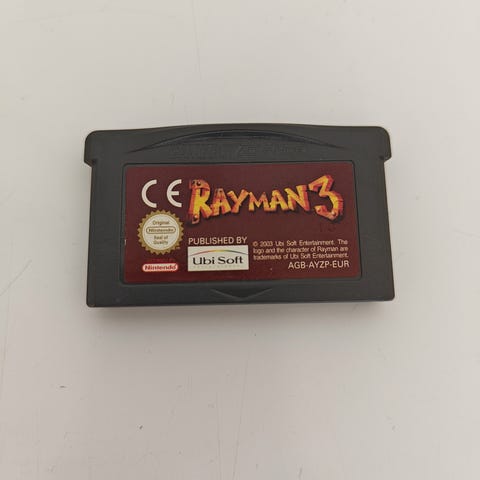 CE RAYMAN 3
Original
Nintendo
Seal of
Quality
Nintendo
PUBLISHED BY
Ubi Soft
© 2003 Ubi Soft Entertainment. The
logo and the character of Rayman are
trademarks of Ubi Soft Entertainment.
AGB-AYZP-EUR